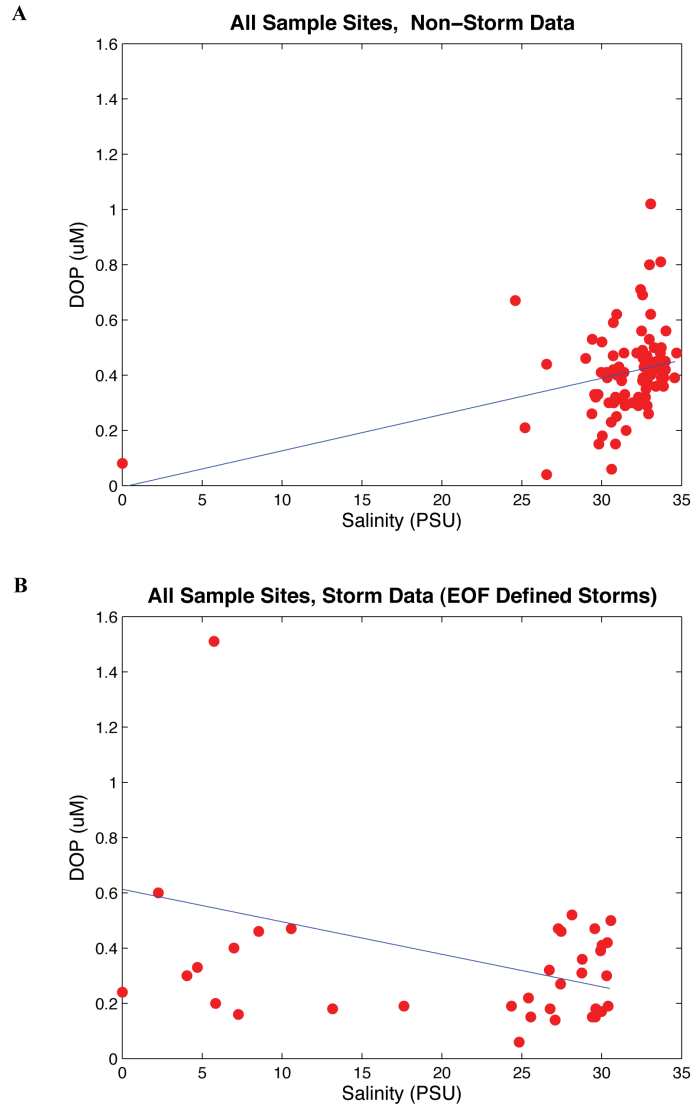 A
All Sample Sites,  Non−Storm Data
1.6
1.4
1.2
1
0.8
0.6
0.4
0.2
0
DOP (uM)
0 5 10 15 20 25 30 35
Salinity (PSU)
B
All Sample Sites, Storm Data (EOF Defined Storms)
1.6
1.4
1.2
1
0.8
0.6
0.4
0.2
0
DOP (uM)
0 5 10 15 20 25 30 35
Salinity (PSU)